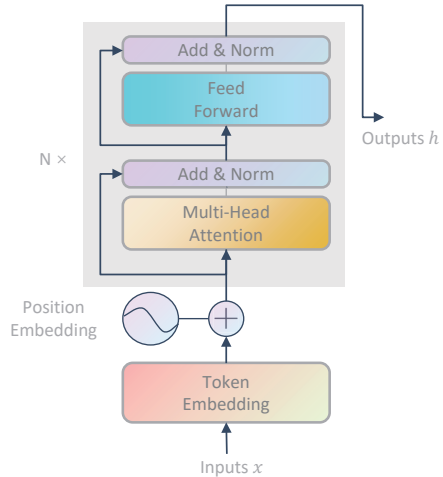 Add & Norm
Feed
Forward
Outputs h
N ×
Add & Norm
Multi-Head
Attention
Position
Embedding
+
Token
Embedding
Inputs x